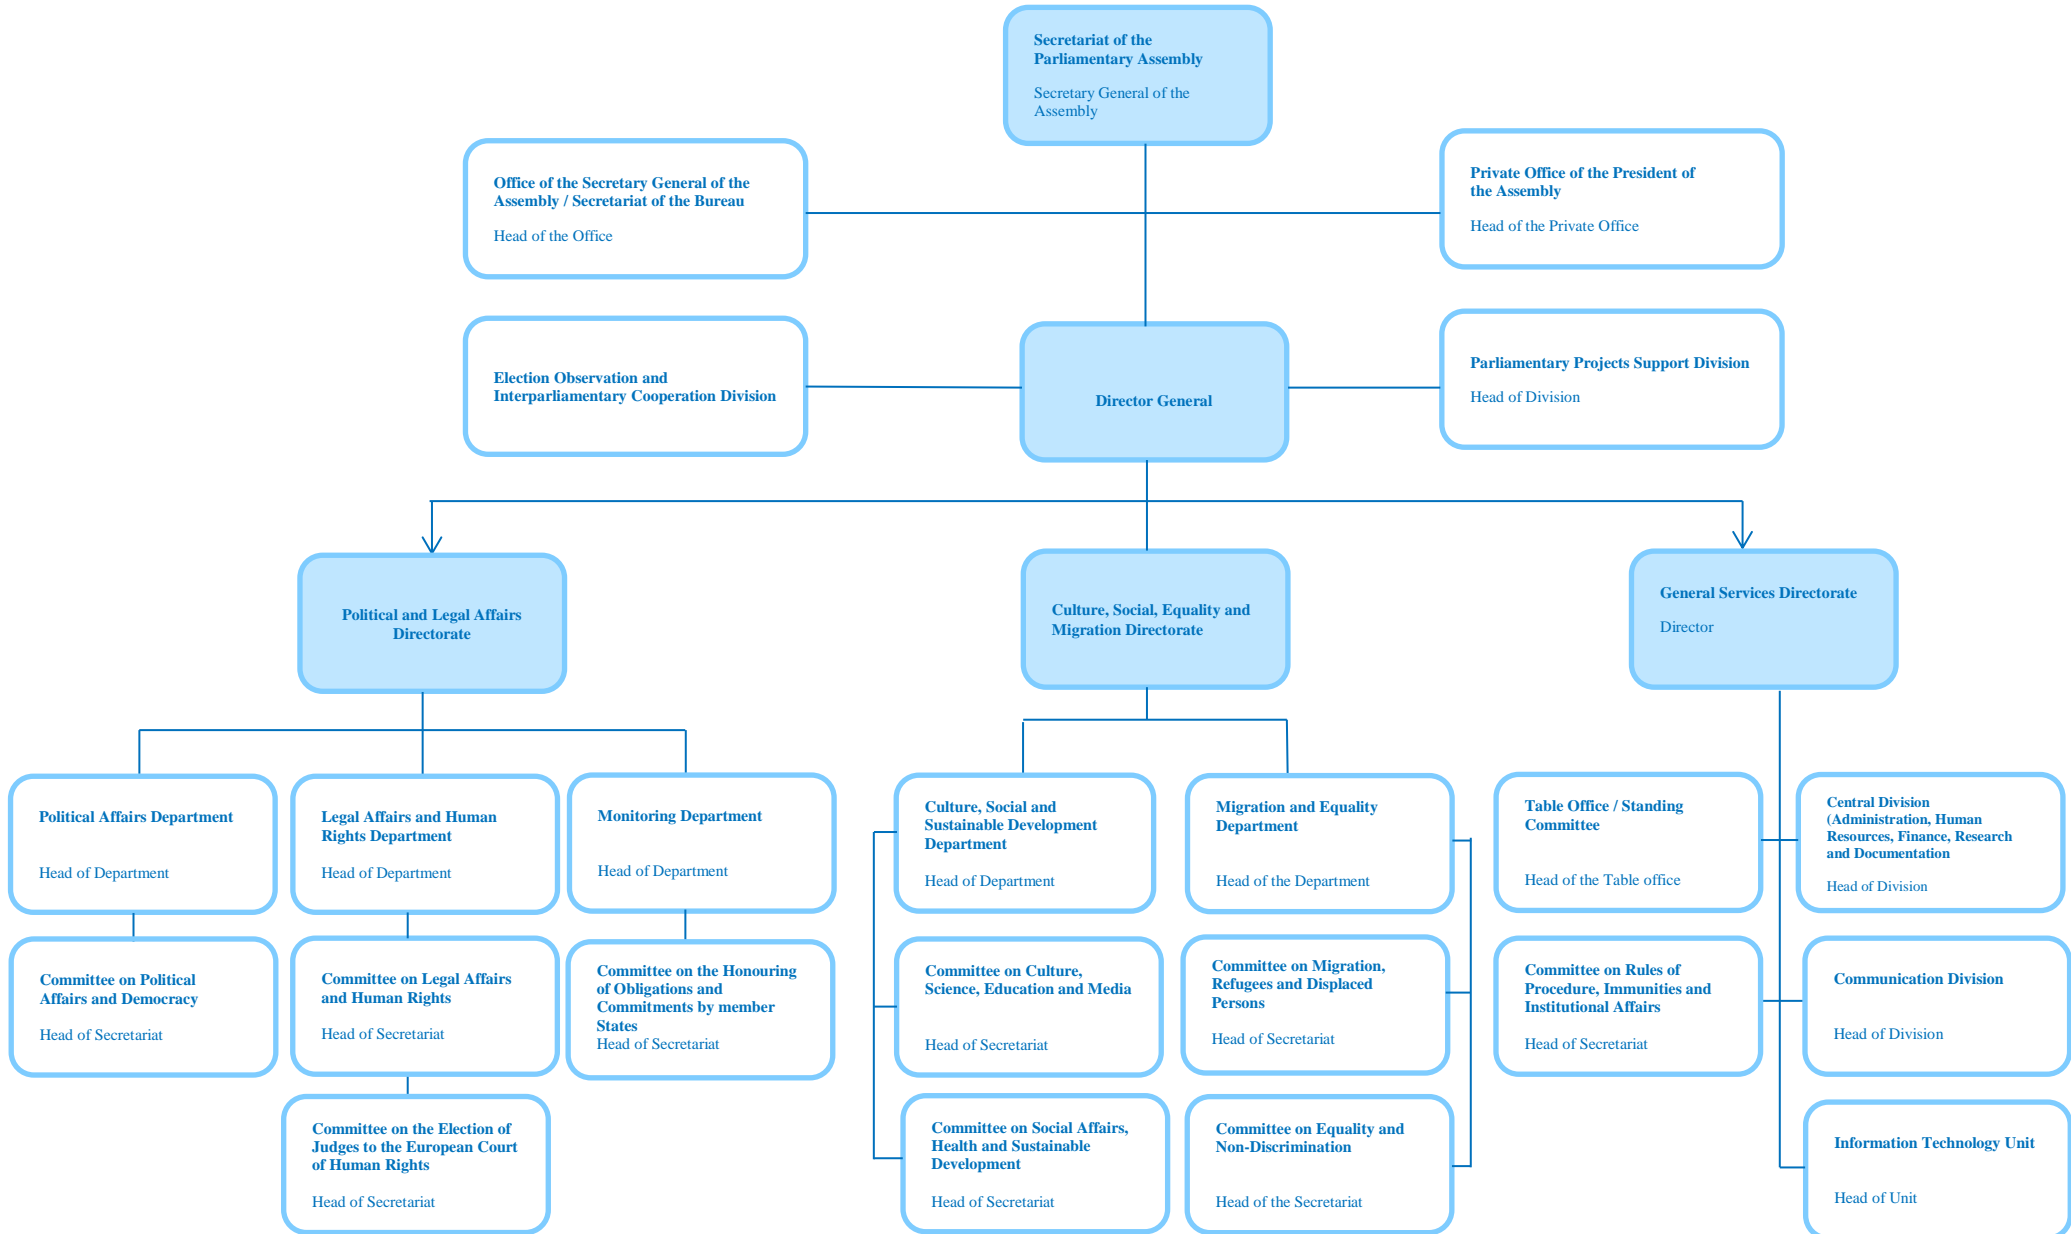 Secretariat of the
Parliamentary Assembly
Secretary General of the
Assembly
Office of the Secretary General of the
Assembly / Secretariat of the Bureau
Head of the Office
Private Office of the President of
the Assembly
Head of the Private Office
Election Observation and
Interparliamentary Cooperation Division
Director General
Parliamentary Projects Support Division
Head of Division
Political and Legal Affairs
Directorate
Culture, Social, Equality and
Migration Directorate
General Services Directorate
Director
Political Affairs Department
Head of Department
Legal Affairs and Human
Rights Department
Head of Department
Monitoring Department
Head of Department
Culture, Social and
Sustainable Development
Department
Head of Department
Migration and Equality
Department
Head of the Department
Table Office / Standing
Committee
Head of the Table office
Central Division
(Administration, Human
Resources, Finance, Research
and Documentation
Head of Division
Committee on Political
Affairs and Democracy
Head of Secretariat
Committee on Legal Affairs
and Human Rights
Head of Secretariat
Committee on the Honouring
of Obligations and
Commitments by member
States
Head of Secretariat
Committee on Culture,
Science, Education and Media
Head of Secretariat
Committee on Migration,
Refugees and Displaced
Persons
Head of Secretariat
Committee on Rules of
Procedure, Immunities and
Institutional Affairs
Head of Secretariat
Communication Division
Head of Division
Committee on the Election of
Judges to the European Court
of Human Rights
Head of Secretariat
Committee on Social Affairs,
Health and Sustainable
Development
Head of Secretariat
Committee on Equality and
Non-Discrimination
Head of the Secretariat
Information Technology Unit
Head of Unit